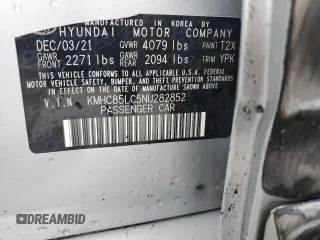 MANUFACTURED IN KOREA BY
HYUNDAI MOTOR COMPANY
DEC/03/21 GVWR 4079 lbs PAINT T2X
GAWR FRONT 2271 lbs GAWR REAR 2094 lbs TRIM YPK
THIS VEHICLE CONFORMS TO ALL APPLICABLE
FEDERAL MOTOR VEHICLE SAFETY, BUMPER,
AND THEFT PREVENTION STANDARDS
IN EFFECT ON THE DATE OF
MANUFACTURE SHOWN ABOVE.
V.I.N KMHC85LC5NU282852
PASSENGER CAR
DREAMBID